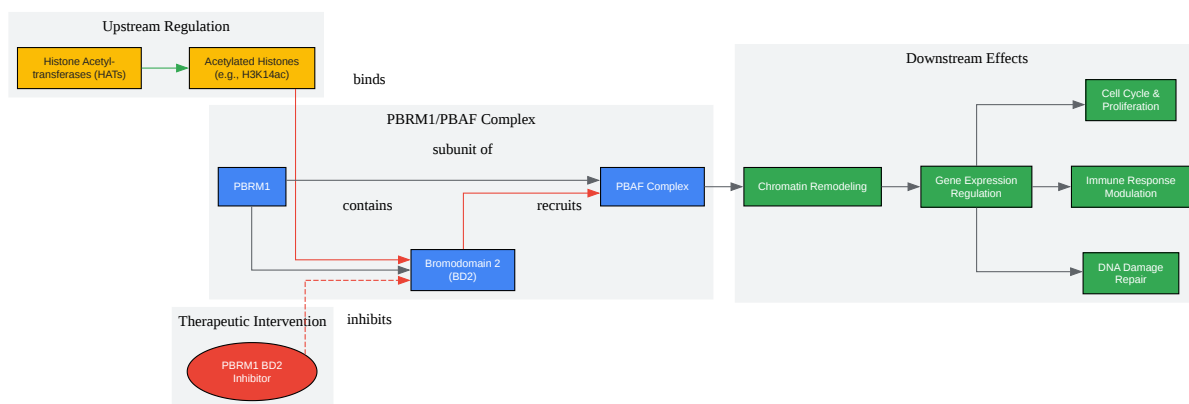 Upstream Regulation
Histone Acetyl-
transferases (HATs)
Acetylated Histones
(e.g., H3K14ac)
binds
PBRM1/PBAF Complex
subunit of
PBRM1
PBAF Complex
contains
recruits
Bromodomain 2
(BD2)
Therapeutic Intervention
inhibits
PBRM1 BD2
Inhibitor
Downstream Effects
Chromatin Remodeling
Gene Expression
Regulation
Cell Cycle &
Proliferation
Immune Response
Modulation
DNA Damage
Repair